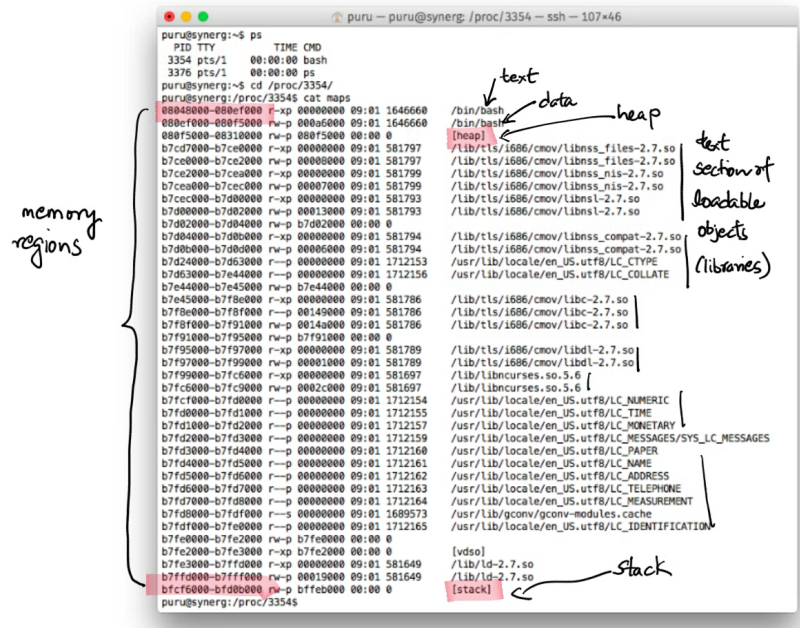 puru — puru@synerg: /proc/3354 — ssh — 107×46
puru@synerg:~$ ps
PID TTY TIME CMD
3354 pts/1 00:00:00 bash
3376 pts/1 00:00:00 ps
puru@synerg:~$ cd /proc/3354/
puru@synerg:/proc/3354$ cat maps
08048000-080ef000 r-xp 00000000 09:01 1646660 /bin/bash
080ef000-080f5000 rw-p 000a6000 09:01 1646660 /bin/bash
080f5000-08310000 rw-p 080f5000 00:00 0 [heap]
b7cd7000-b7ce0000 r-xp 00000000 09:01 581797 /lib/tls/i686/cmov/libnss_files-2.7.so
b7ce0000-b7ce2000 rw-p 00008000 09:01 581797 /lib/tls/i686/cmov/libnss_files-2.7.so
b7ce2000-b7cea000 r-xp 00000000 09:01 581799 /lib/tls/i686/cmov/libnss_nis-2.7.so
b7cea000-b7cec000 rw-p 00007000 09:01 581799 /lib/tls/i686/cmov/libnss_nis-2.7.so
b7cec000-b7d00000 r-xp 00000000 09:01 581793 /lib/tls/i686/cmov/libnsl-2.7.so
b7d00000-b7d02000 rw-p 00013000 09:01 581793 /lib/tls/i686/cmov/libnsl-2.7.so
b7d02000-b7d04000 rw-p b7d02000 00:00 0
b7d04000-b7d0b000 r-xp 00000000 09:01 581794 /lib/tls/i686/cmov/libnss_compat-2.7.so
b7d0b000-b7d0d000 rw-p 00006000 09:01 581794 /lib/tls/i686/cmov/libnss_compat-2.7.so
b7d24000-b7d63000 r--p 00000000 09:01 1712153 /usr/lib/locale/en_US.utf8/LC_CTYPE
b7d63000-b7e44000 r--p 00000000 09:01 1712156 /usr/lib/locale/en_US.utf8/LC_COLLATE
b7e44000-b7e45000 rw-p b7e44000 00:00 0
b7e45000-b7f8e000 r-xp 00000000 09:01 581786 /lib/tls/i686/cmov/libc-2.7.so
b7f8e000-b7f8f000 r--p 00149000 09:01 581786 /lib/tls/i686/cmov/libc-2.7.so
b7f8f000-b7f91000 rw-p 0014a000 09:01 581786 /lib/tls/i686/cmov/libc-2.7.so
b7f91000-b7f95000 rw-p b7f91000 00:00 0
b7f95000-b7f97000 r-xp 00000000 09:01 581789 /lib/tls/i686/cmov/libdl-2.7.so
b7f97000-b7f99000 rw-p 00001000 09:01 581789 /lib/tls/i686/cmov/libdl-2.7.so
b7f99000-b7fc6000 r-xp 00000000 09:01 581697 /lib/libncurses.so.5.6
b7fc6000-b7fc9000 rw-p 0002c000 09:01 581697 /lib/libncurses.so.5.6
b7fcf000-b7fd0000 r--p 00000000 09:01 1712154 /usr/lib/locale/en_US.utf8/LC_NUMERIC
b7fd0000-b7fd1000 r--p 00000000 09:01 1712155 /usr/lib/locale/en_US.utf8/LC_TIME
b7fd1000-b7fd2000 r--p 00000000 09:01 1712157 /usr/lib/locale/en_US.utf8/LC_MONETARY
b7fd2000-b7fd3000 r--p 00000000 09:01 1712159 /usr/lib/locale/en_US.utf8/LC_MESSAGES/SYS_LC_MESSAGES
b7fd3000-b7fd4000 r--p 00000000 09:01 1712160 /usr/lib/locale/en_US.utf8/LC_PAPER
b7fd4000-b7fd5000 r--p 00000000 09:01 1712161 /usr/lib/locale/en_US.utf8/LC_NAME
b7fd5000-b7fd6000 r--p 00000000 09:01 1712162 /usr/lib/locale/en_US.utf8/LC_ADDRESS
b7fd6000-b7fd7000 r--p 00000000 09:01 1712163 /usr/lib/locale/en_US.utf8/LC_TELEPHONE
b7fd7000-b7fd8000 r--p 00000000 09:01 1712164 /usr/lib/locale/en_US.utf8/LC_MEASUREMENT
b7fd8000-b7fdf000 r--s 00000000 09:01 1689573 /usr/lib/gconv/gconv-modules.cache
b7fdf000-b7fe0000 r--p 00000000 09:01 1712165 /usr/lib/locale/en_US.utf8/LC_IDENTIFICATION
b7fe0000-b7fe2000 rw-p b7fe0000 00:00 0
b7fe2000-b7fe3000 r-xp b7fe2000 00:00 0 [vdso]
b7fe3000-b7ffd000 r-xp 00000000 09:01 581649 /lib/ld-2.7.so
b7ffd000-b7fff000 rw-p 00019000 09:01 581649 /lib/ld-2.7.so
bfcf6000-bfd0b000 rw-p bffeb000 00:00 0 [stack]
puru@synerg:/proc/3354$
text
data
heap
text
section of
loadable
objects
(libraries)
memory
regions
stack